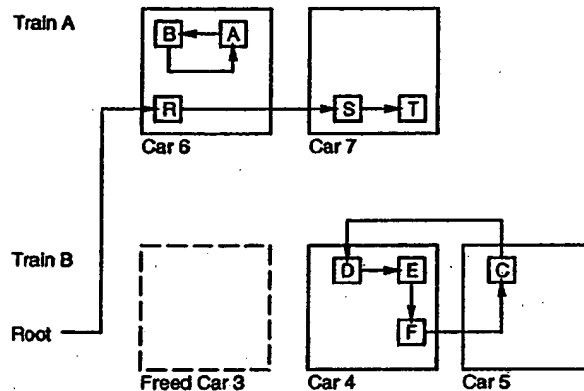 Train A
B A
R S T
Car 6 Car 7
Train B
D E C
F
Root
Freed Car 3 Car 4 Car 5